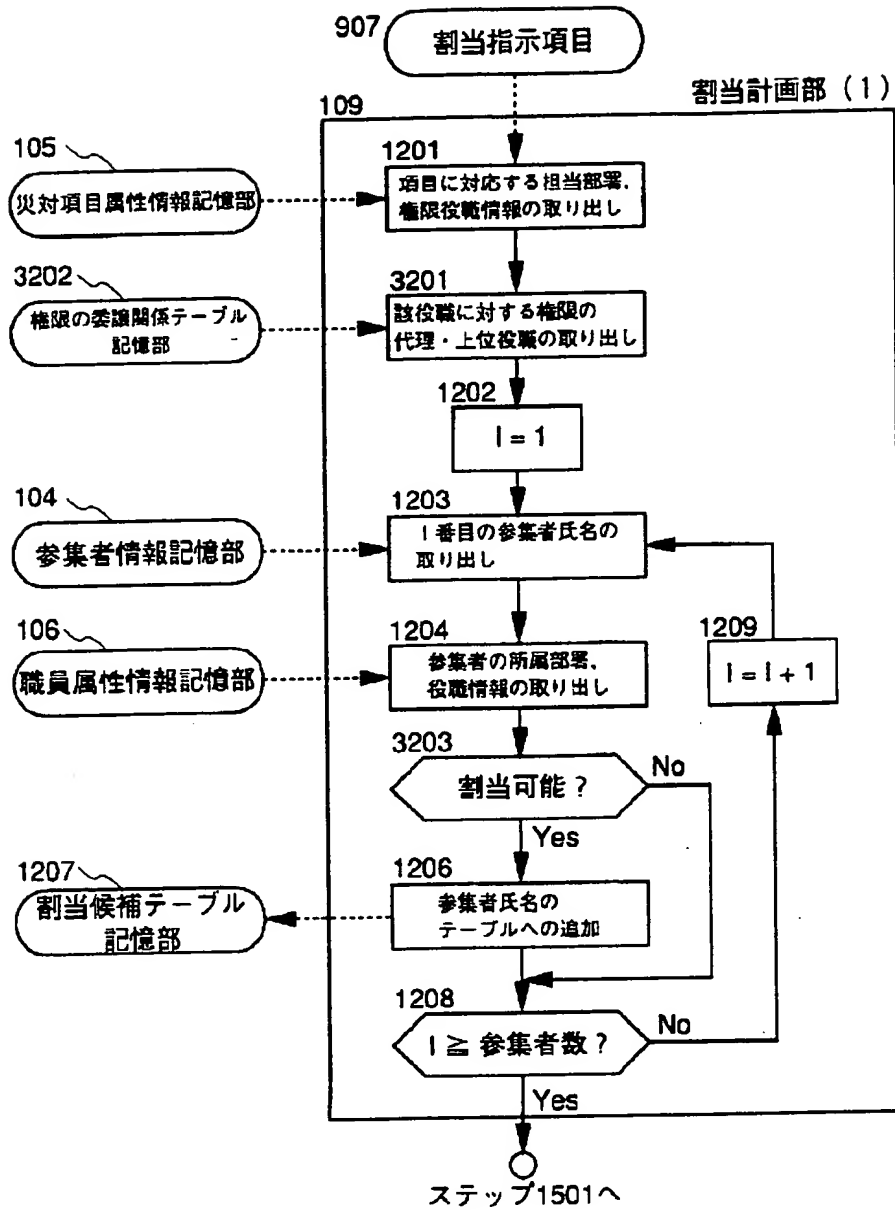 907
割当指示項目
109
割当計画部(1)
105
災対項目属性情報記憶部
1201
項目に対応する担当部署,
権限役職情報の取り出し
3202
権限の委譲関係テーブル
記憶部
3201
該役職に対する権限の
代理・上位役職の取り出し
1202
I = 1
104
参集者情報記憶部
1203
I 番目の参集者氏名の
取り出し
106
職員属性情報記憶部
1204
参集者の所属部署,
役職情報の取り出し
1209
I = I + 1
3203
割当可能?
No
Yes
1207
割当候補テーブル
記憶部
1206
参集者氏名の
テーブルへの追加
1208
I ≧ 参集者数?
No
Yes
ステップ1501へ